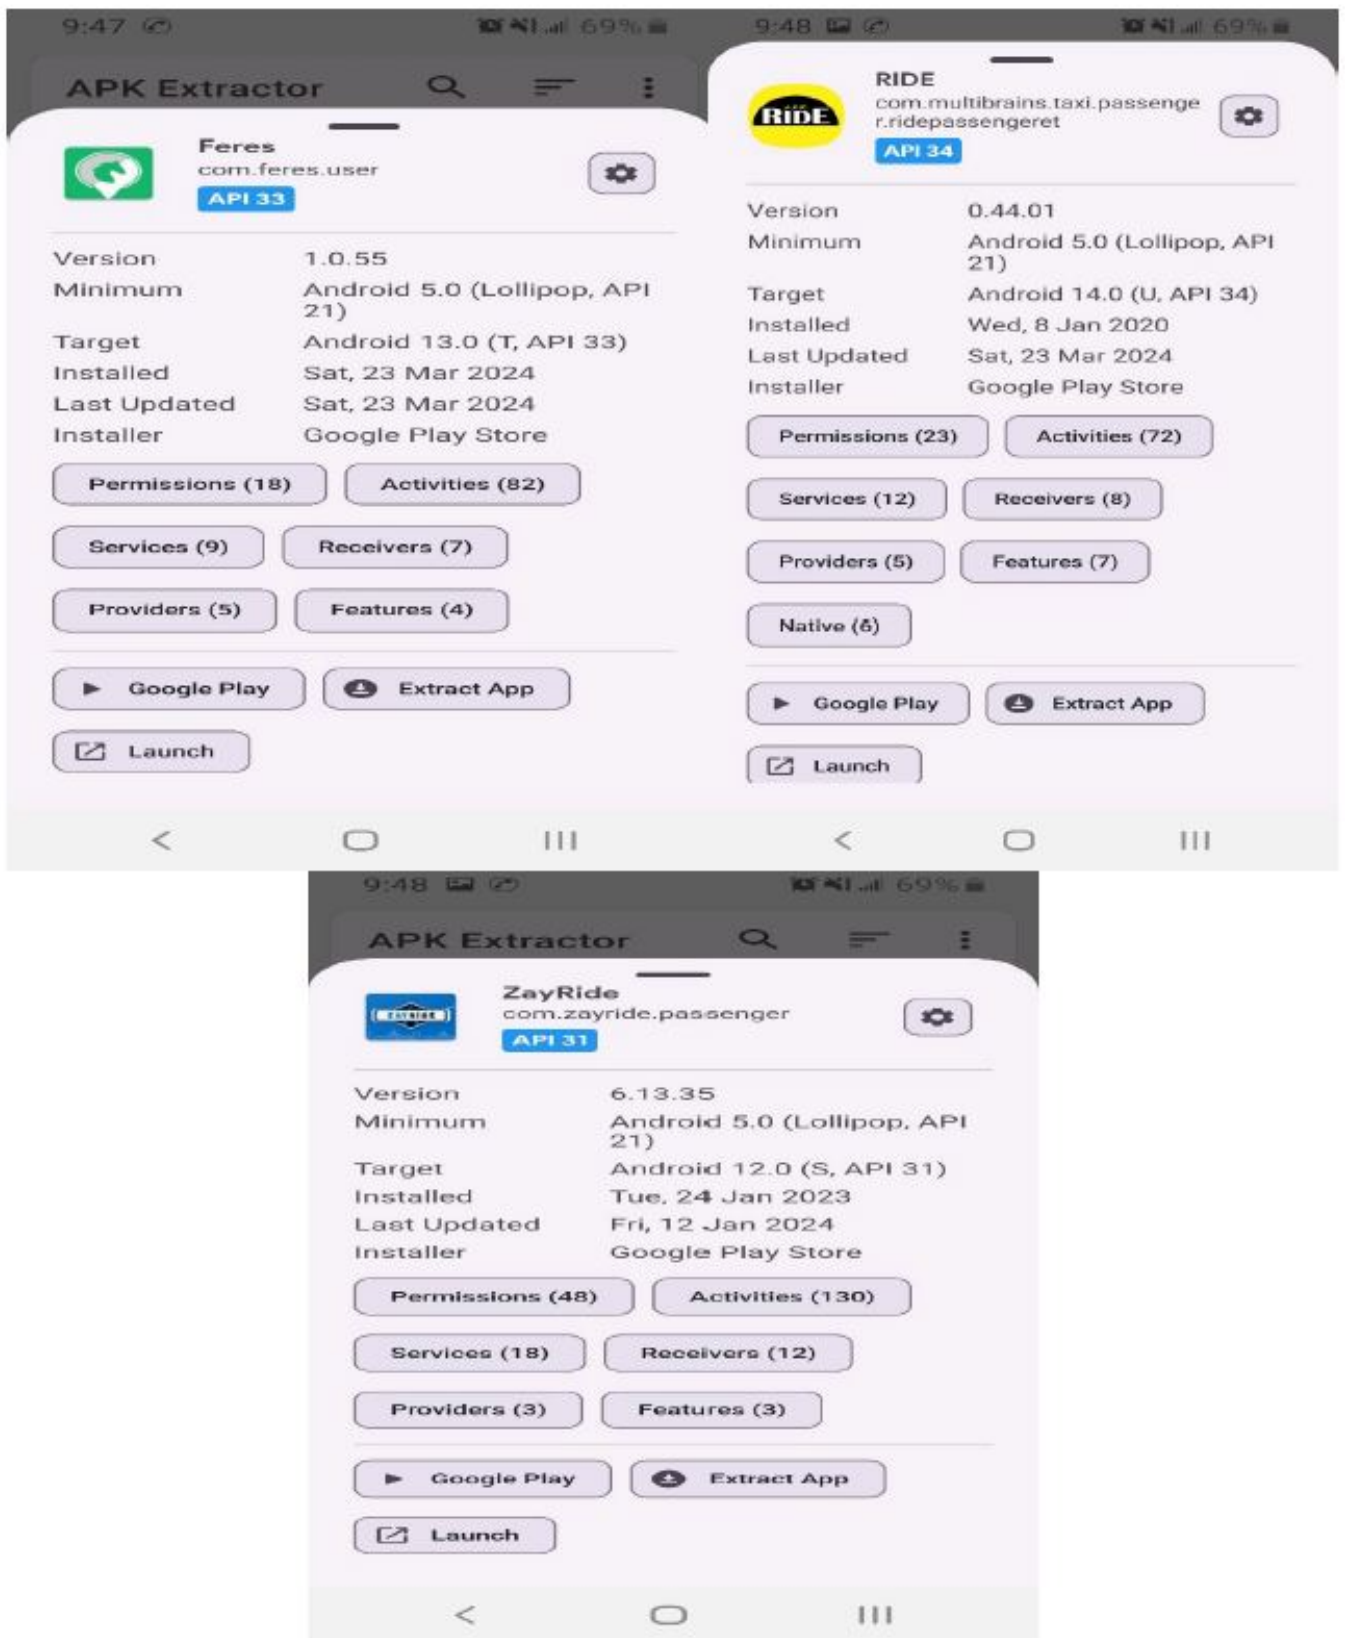 9:47
69%
APK Extractor
Feres
com.feres.user
API 33
Version 1.0.55
Minimum Android 5.0 (Lollipop, API
21)
Target Android 13.0 (T, API 33)
Installed Sat, 23 Mar 2024
Last Updated Sat, 23 Mar 2024
Installer Google Play Store
Permissions (18) Activities (82)
Services (9) Receivers (7)
Providers (5) Features (4)
Google Play Extract App
Launch
9:48
69%
RIDE
RIDE
com.multibrains.taxi.passenge
r.ridepassengeret
API 34
Version 0.44.01
Minimum Android 5.0 (Lollipop, API
21)
Target Android 14.0 (U, API 34)
Installed Wed, 8 Jan 2020
Last Updated Sat, 23 Mar 2024
Installer Google Play Store
Permissions (23) Activities (72)
Services (12) Receivers (8)
Providers (5) Features (7)
Native (6)
Google Play Extract App
Launch
9:48
69%
APK Extractor
ZAYRIDE
ZayRide
com.zayride.passenger
API 31
Version 6.13.35
Minimum Android 5.0 (Lollipop, API
21)
Target Android 12.0 (S, API 31)
Installed Tue, 24 Jan 2023
Last Updated Fri, 12 Jan 2024
Installer Google Play Store
Permissions (48) Activities (130)
Services (18) Receivers (12)
Providers (3) Features (3)
Google Play Extract App
Launch